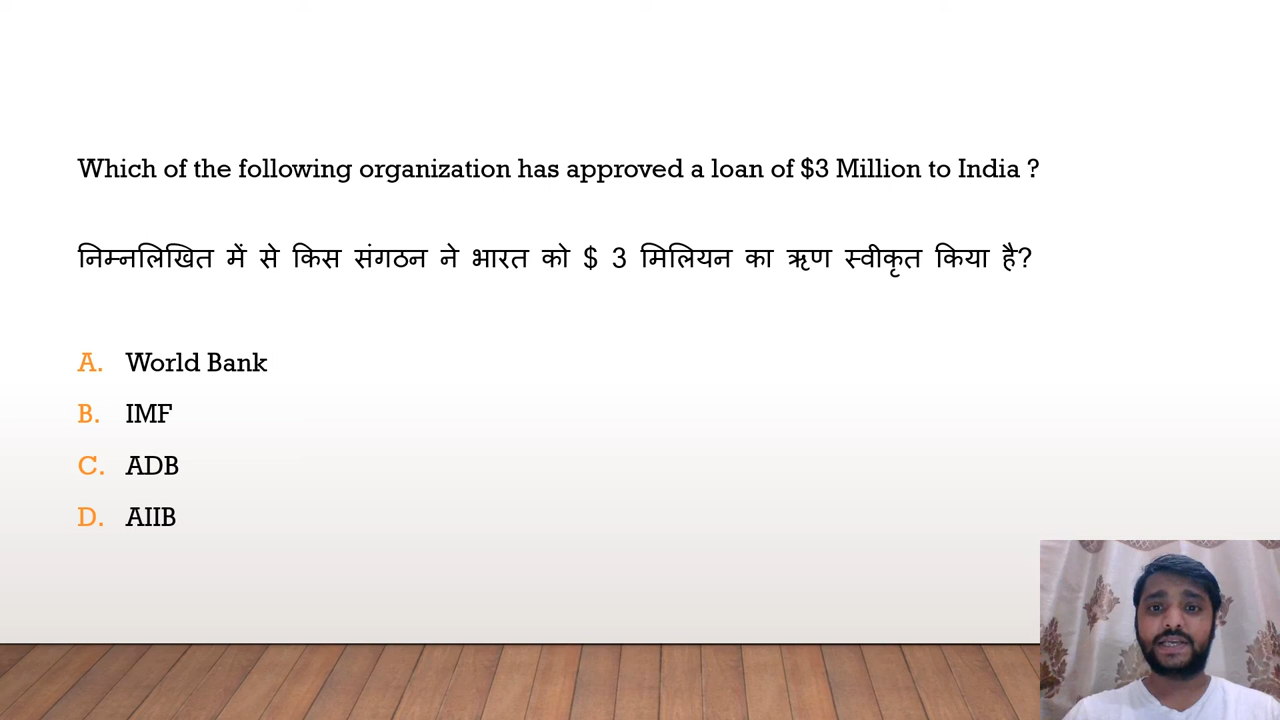 Which of the following organization has approved a loan of $3 Million to India ?
निम्नलिखित में से किस संगठन ने भारत को $ 3 मिलियन का ऋण स्वीकृत किया है?
A. World Bank
B. IMF
C. ADB
D. AIIB